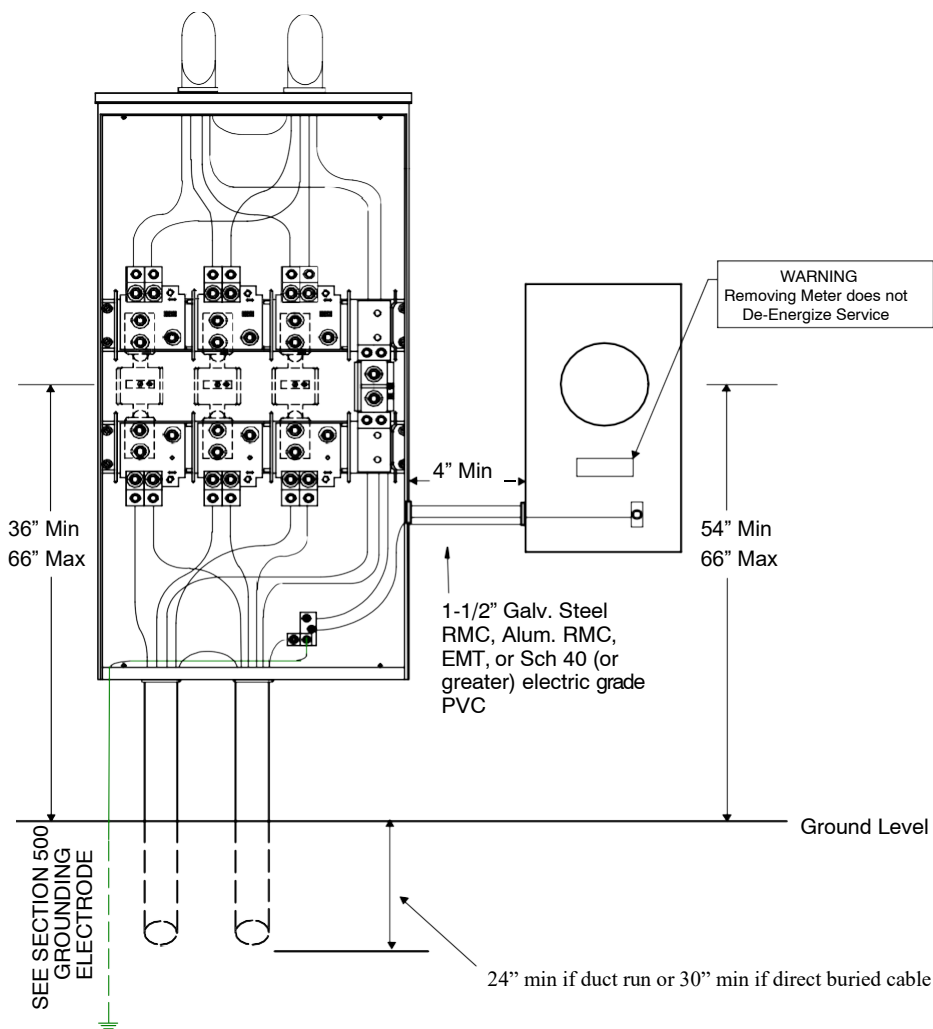 WARNING
Removing Meter does not
De-Energize Service
4” Min
36” Min
66” Max
54” Min
66” Max
1-1/2” Galv. Steel
RMC, Alum. RMC,
EMT, or Sch 40 (or
greater) electric grade
PVC
Ground Level
SEE SECTION 500
GROUNDING
ELECTRODE
24” min if duct run or 30” min if direct buried cable